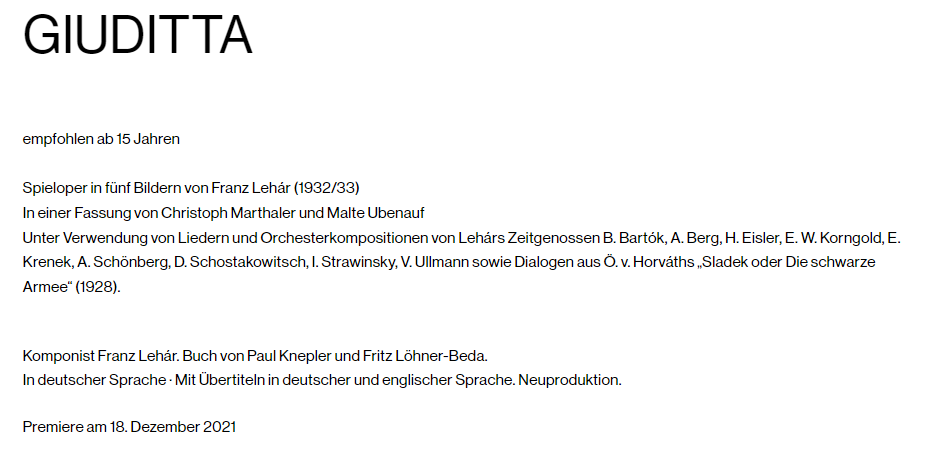 GIUDITTA
empfohlen ab 15 Jahren
Spieloper in fünf Bildern von Franz Lehár (1932/33)
In einer Fassung von Christoph Marthaler und Malte Ubenauf
Unter Verwendung von Liedern und Orchesterkompositionen von Lehárs Zeitgenossen B. Bartók, A. Berg, H. Eisler, E. W. Korngold, E.
Krenek, A. Schönberg, D. Schostakowitsch, I. Strawinsky, V. Ullmann sowie Dialogen aus Ö. v. Horváths „Sladek oder Die schwarze
Armee“ (1928).
Komponist Franz Lehár. Buch von Paul Knepler und Fritz Löhner-Beda.
In deutscher Sprache · Mit Übertiteln in deutscher und englischer Sprache. Neuproduktion.
Premiere am 18. Dezember 2021